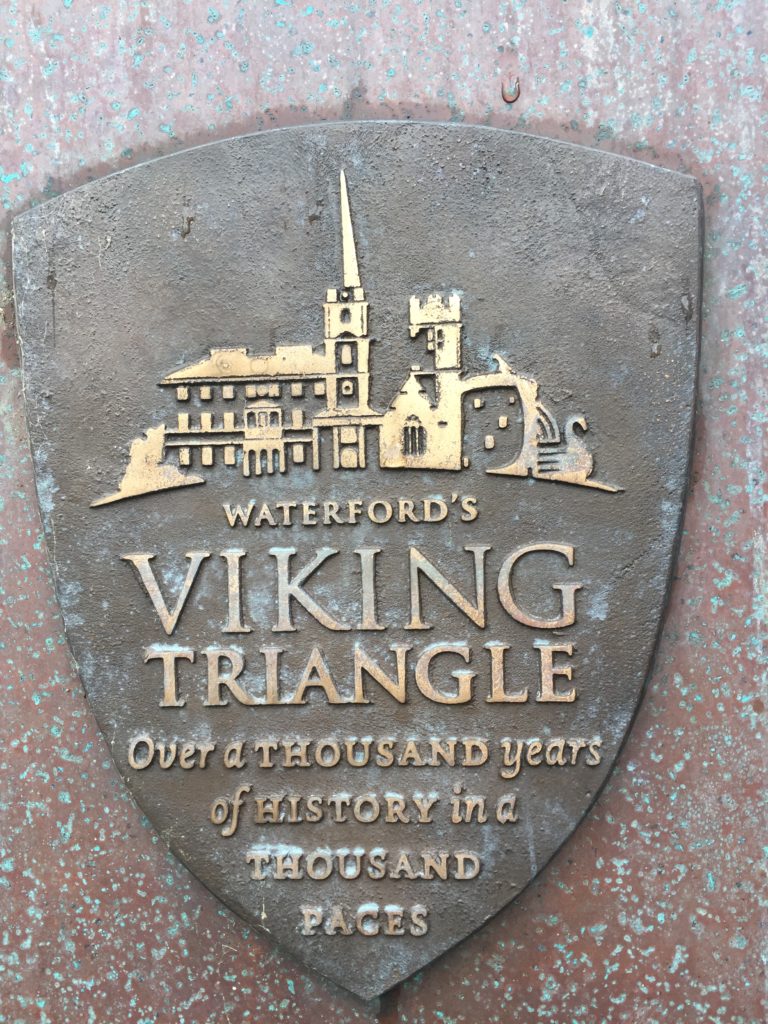 WATERFORD'S
VIKING
TRIANGLE
Over a THOUSAND years
of HISTORY in a
THOUSAND
PACES